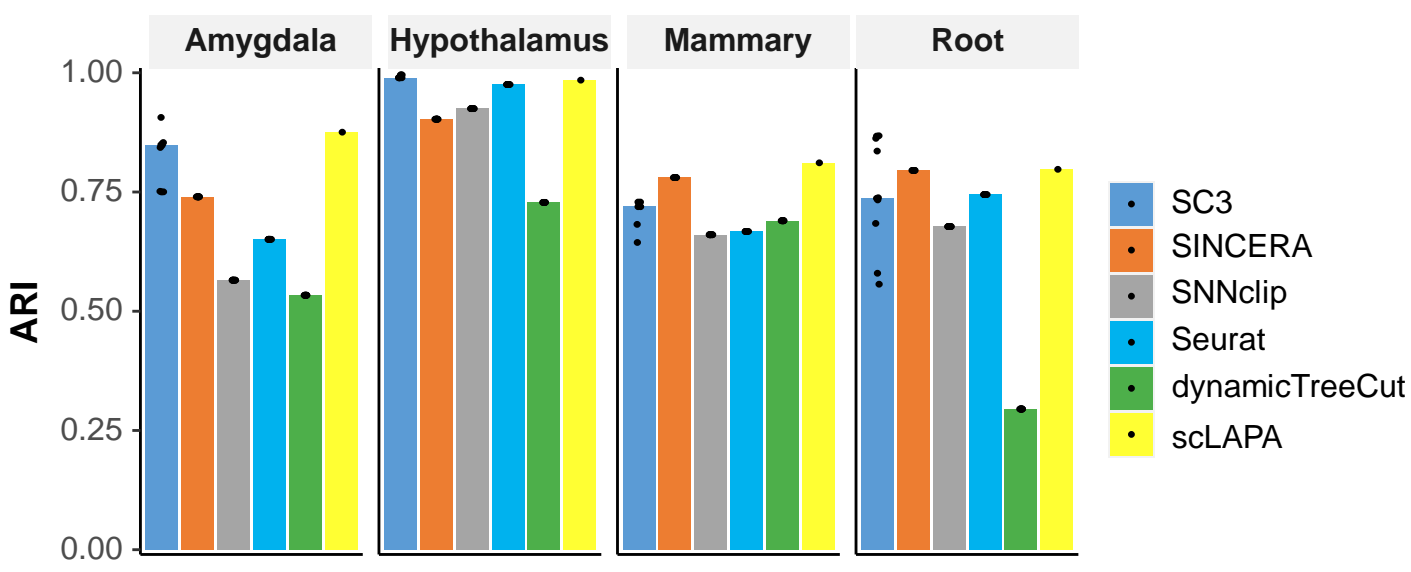 Amygdala
Hypothalamus
Mammary
Root
1.00
0.75
0.50
0.25
0.00
ARI
SC3
SINCERA
SNNclip
Seurat
dynamicTreeCut
scLAPA